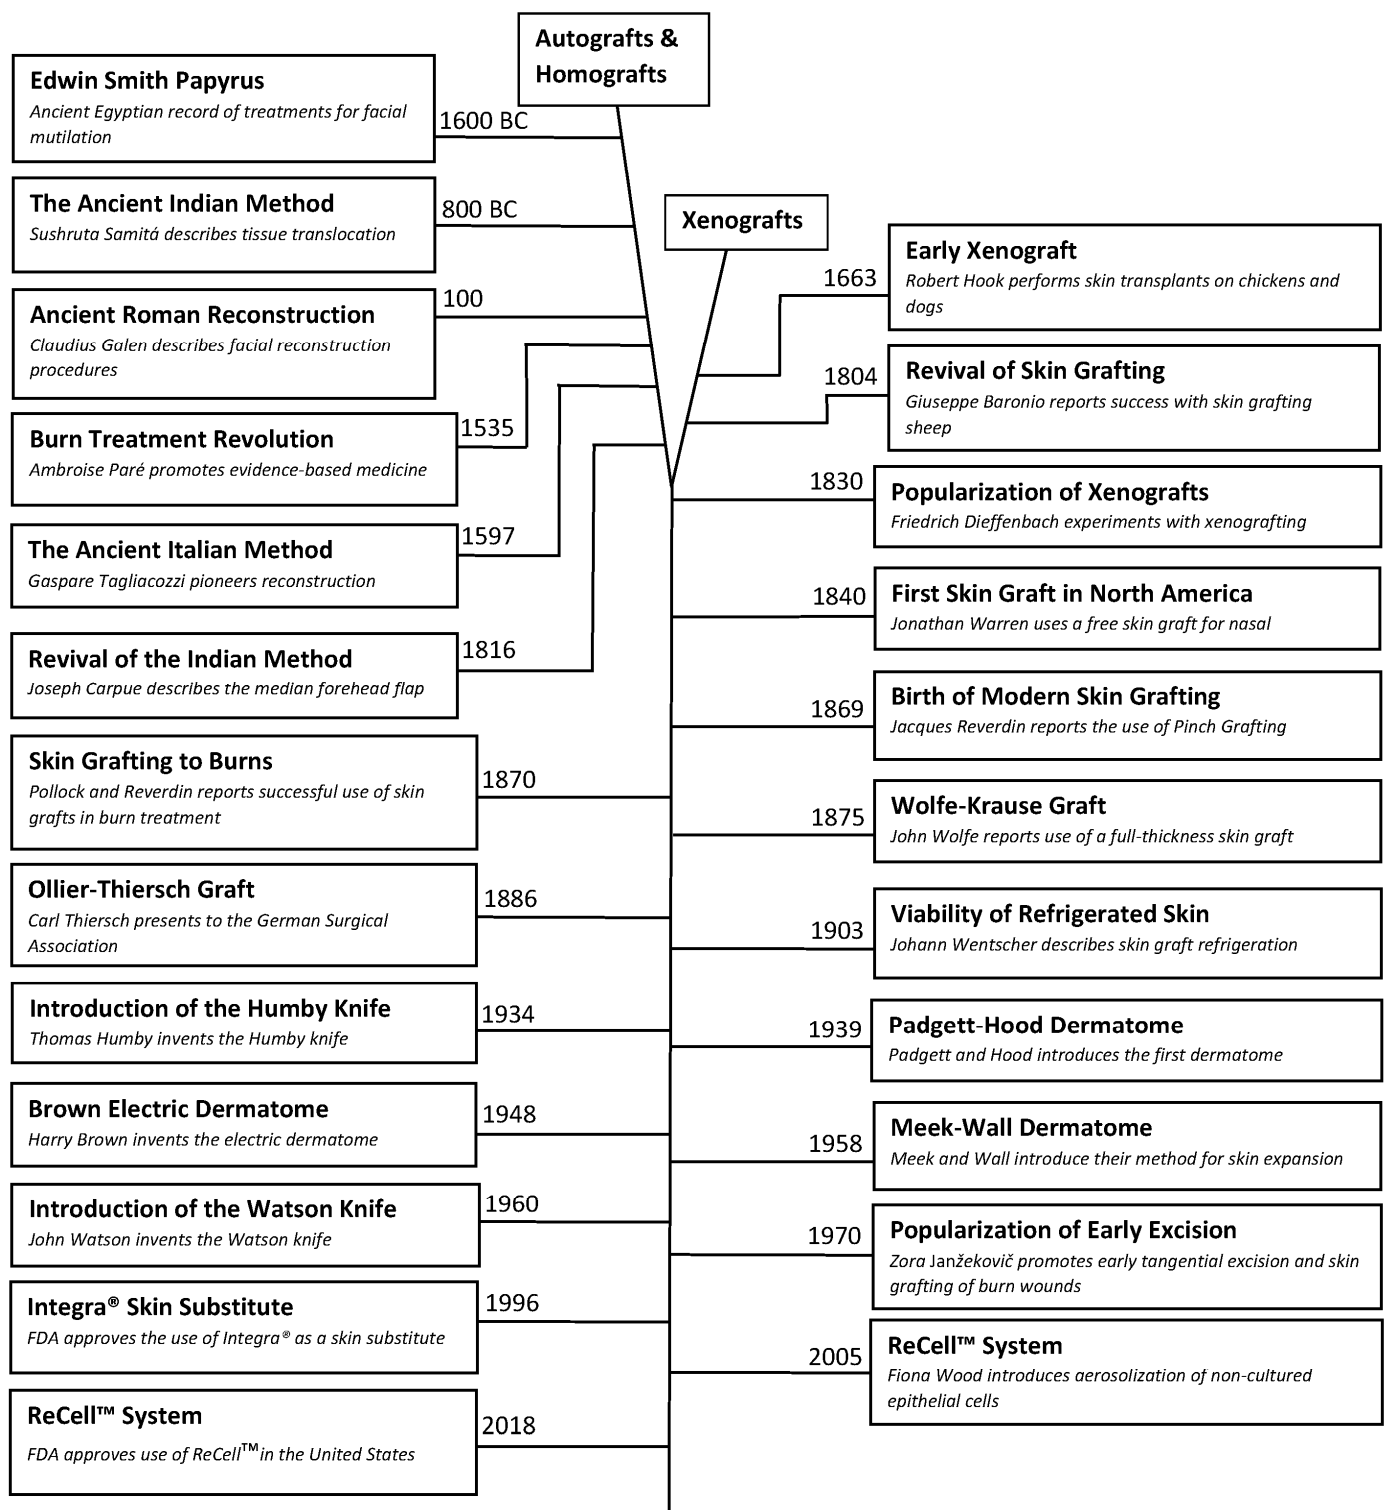 Autografts &
Homografts
Edwin Smith Papyrus
Ancient Egyptian record of treatments for facial
mutilation
1600 BC
The Ancient Indian Method
Sushruta Samitá describes tissue translocation
800 BC
Xenografts
Early Xenograft
Robert Hook performs skin transplants on chickens and
dogs
1663
Ancient Roman Reconstruction
Claudius Galen describes facial reconstruction
procedures
100
Revival of Skin Grafting
Giuseppe Baronio reports success with skin grafting
sheep
1804
Burn Treatment Revolution
Ambroise Paré promotes evidence-based medicine
1535
Popularization of Xenografts
Friedrich Dieffenbach experiments with xenografting
1830
The Ancient Italian Method
Gaspare Tagliacozzi pioneers reconstruction
1597
First Skin Graft in North America
Jonathan Warren uses a free skin graft for nasal
1840
Revival of the Indian Method
Joseph Carpue describes the median forehead flap
1816
Birth of Modern Skin Grafting
Jacques Reverdin reports the use of Pinch Grafting
1869
Skin Grafting to Burns
Pollock and Reverdin reports successful use of skin
grafts in burn treatment
1870
Wolfe-Krause Graft
John Wolfe reports use of a full-thickness skin graft
1875
Ollier-Thiersch Graft
Carl Thiersch presents to the German Surgical
Association
1886
Viability of Refrigerated Skin
Johann Wentscher describes skin graft refrigeration
1903
Introduction of the Humby Knife
Thomas Humby invents the Humby knife
1934
Padgett-Hood Dermatome
Padgett and Hood introduces the first dermatome
1939
Brown Electric Dermatome
Harry Brown invents the electric dermatome
1948
Meek-Wall Dermatome
Meek and Wall introduce their method for skin expansion
1958
Introduction of the Watson Knife
John Watson invents the Watson knife
1960
Popularization of Early Excision
Zora Janžekovič promotes early tangential excision and skin
grafting of burn wounds
1970
Integra® Skin Substitute
FDA approves the use of Integra® as a skin substitute
1996
ReCell™ System
Fiona Wood introduces aerosolization of non-cultured
epithelial cells
2005
ReCell™ System
FDA approves use of ReCell™ in the United States
2018